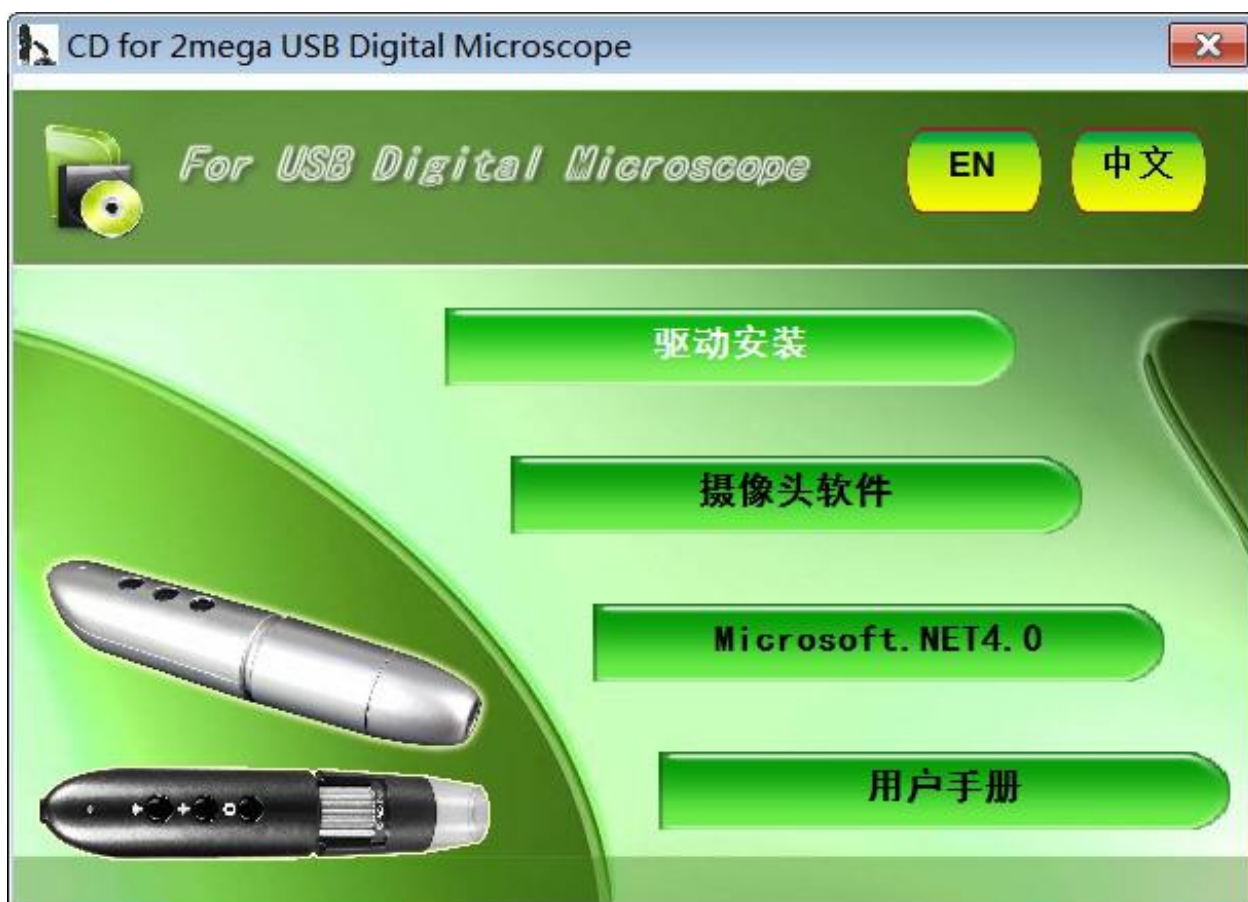 CD for 2mega USB Digital Microscope
For USB Digital Microscope
EN
中文
驱动安装
摄像头软件
Microsoft.NET4.0
用户手册